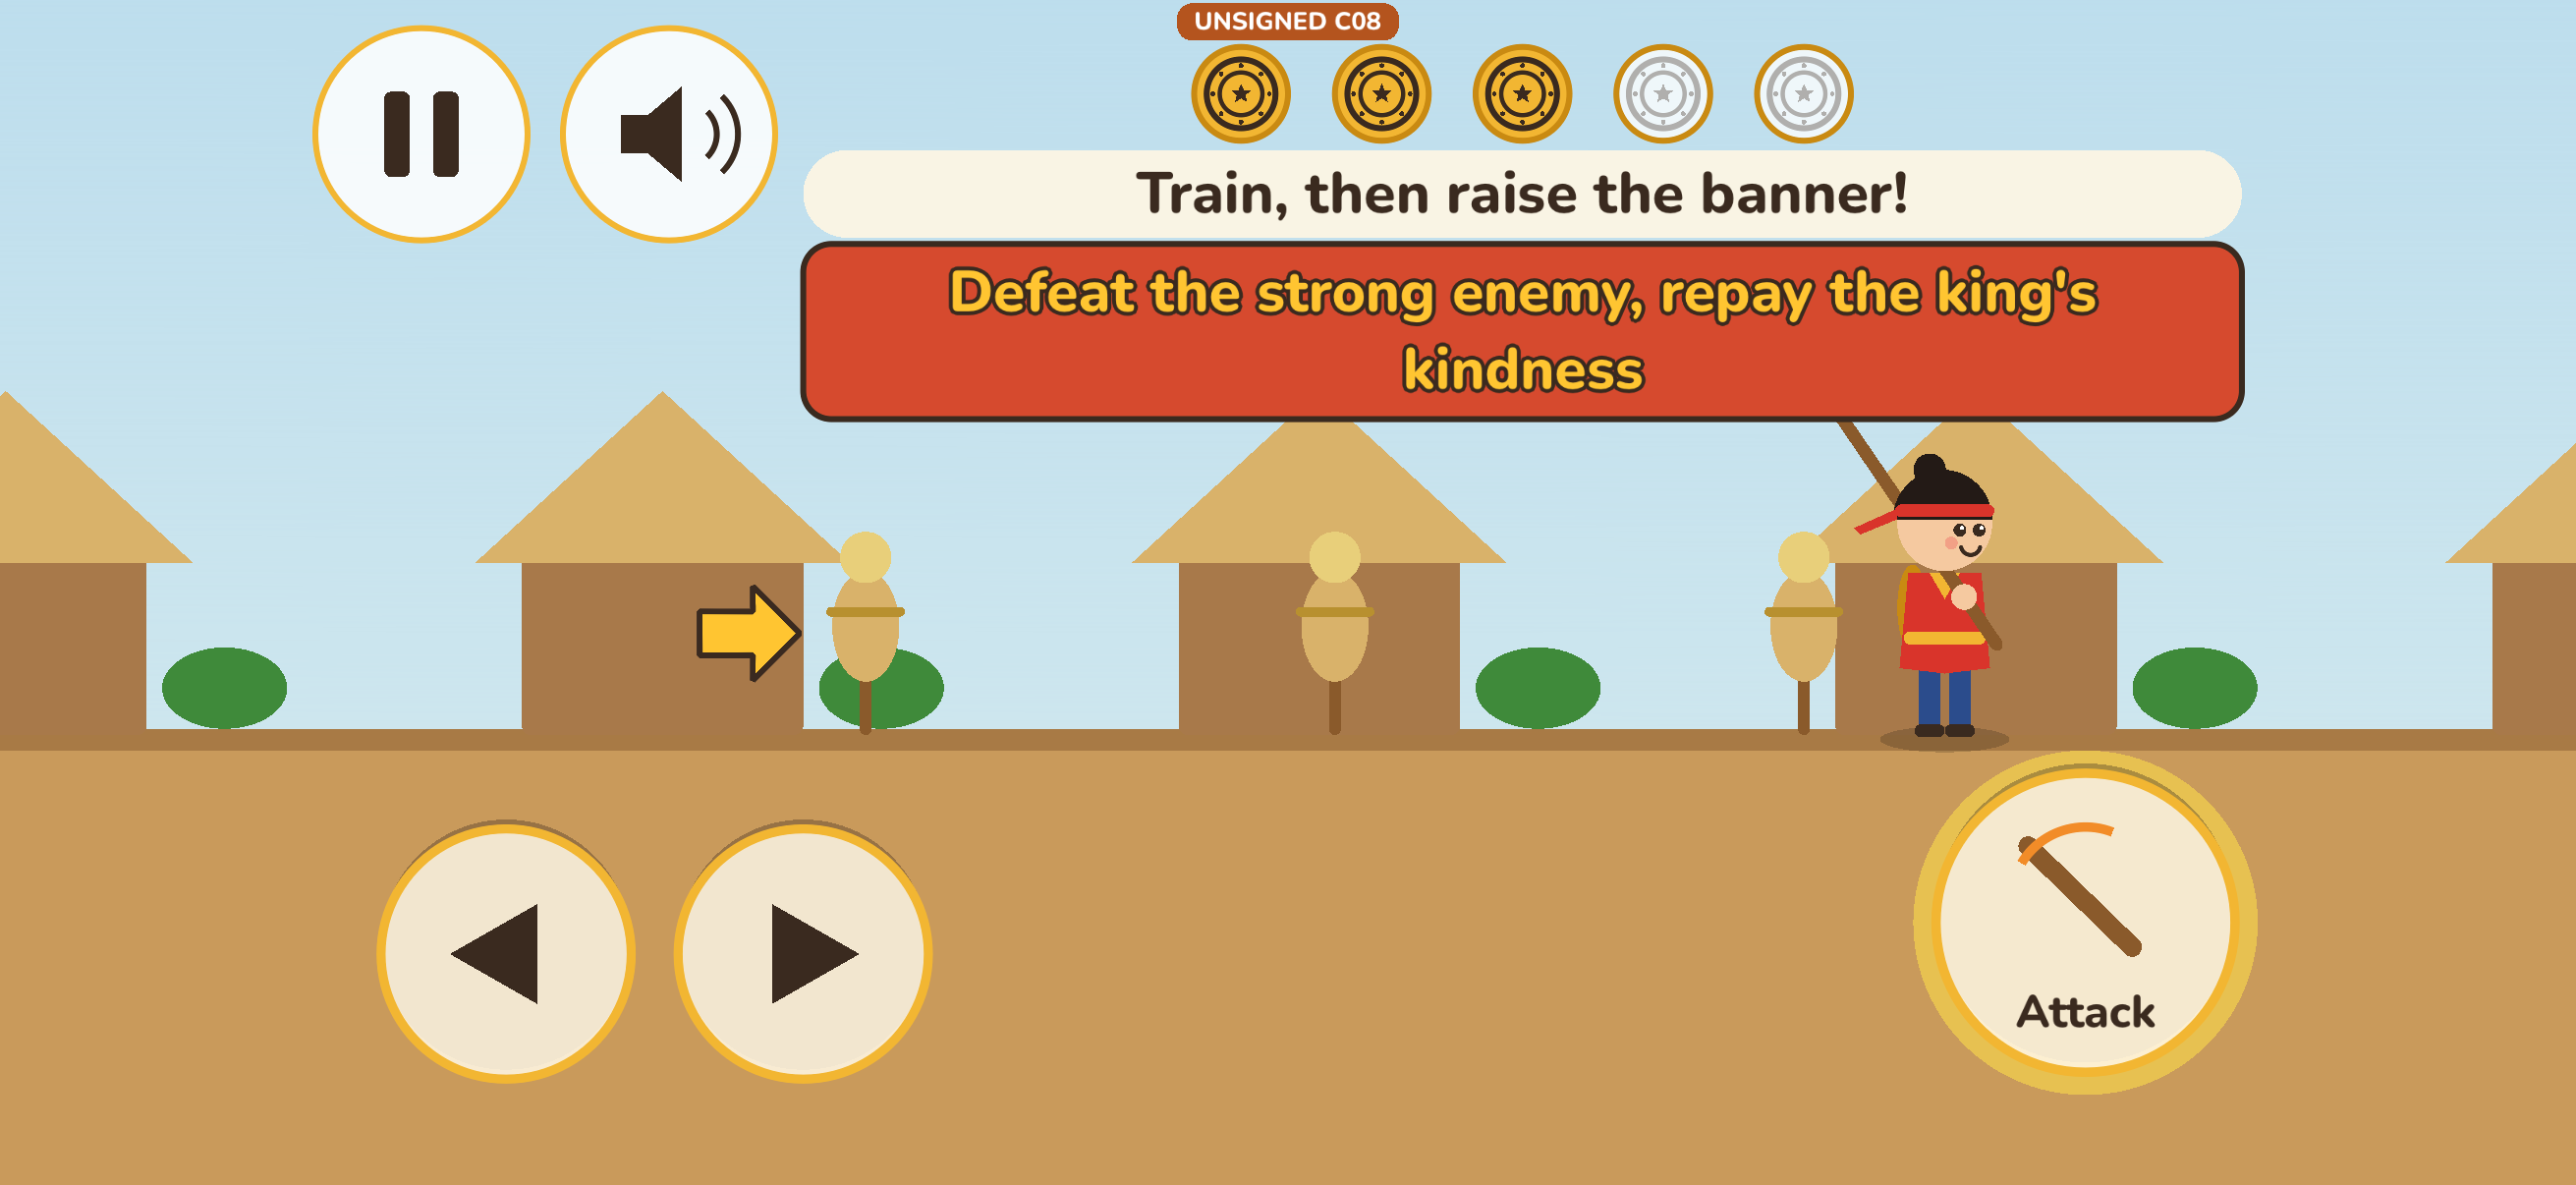 UNSIGNED C08
Train, then raise the banner!
Defeat the strong enemy, repay the king's
kindness
Attack